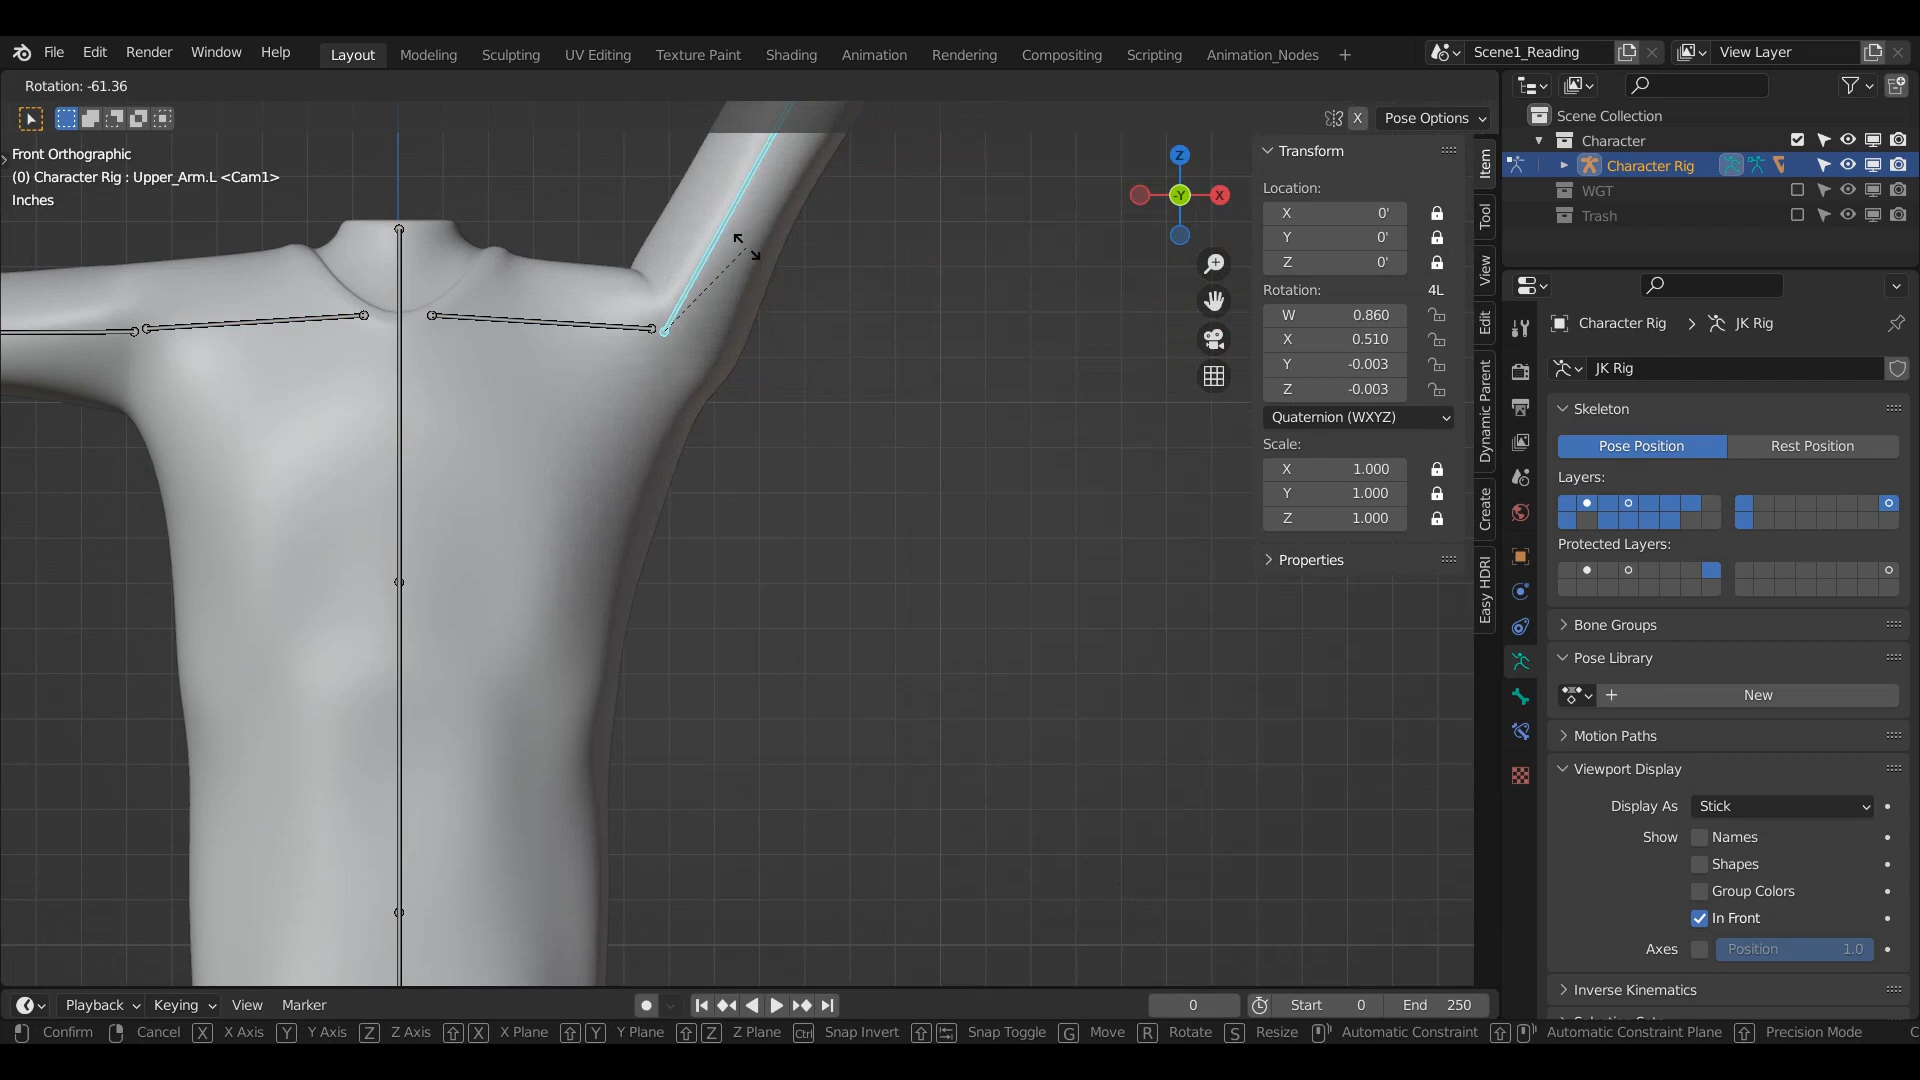 File Edit Render Window Help Layout Modeling Sculpting UV Editing Texture Paint Shading Animation Rendering Compositing Scripting Animation_Nodes + Scene1_Reading View Layer
Rotation: -61.36
X Pose Options
Front Orthographic
(0) Character Rig : Upper_Arm.L <Cam1>
Inches
Z
-Y
X
Transform
Location:
X 0'
Y 0'
Z 0'
Rotation: 4L
W 0.860
X 0.510
Y -0.003
Z -0.003
Quaternion (WXYZ)
Scale:
X 1.000
Y 1.000
Z 1.000
Properties
Item
Tool
View
Edit
Dynamic Parent
Create
Easy HDRI
Scene Collection
Character
Character Rig
WGT
Trash
Character Rig > JK Rig
JK Rig
Skeleton
Pose Position Rest Position
Layers:
Protected Layers:
Bone Groups
Pose Library
+ New
Motion Paths
Viewport Display
Display As Stick
Show Names
Shapes
Group Colors
In Front
Axes Position 1.0
Inverse Kinematics
Playback Keying View Marker 0 Start 0 End 250
Confirm Cancel X X Axis Y Y Axis Z Z Axis X X Plane Y Y Plane Z Z Plane Ctrl Snap Invert Snap Toggle G Move R Rotate S Resize Automatic Constraint Automatic Constraint Plane Precision Mode